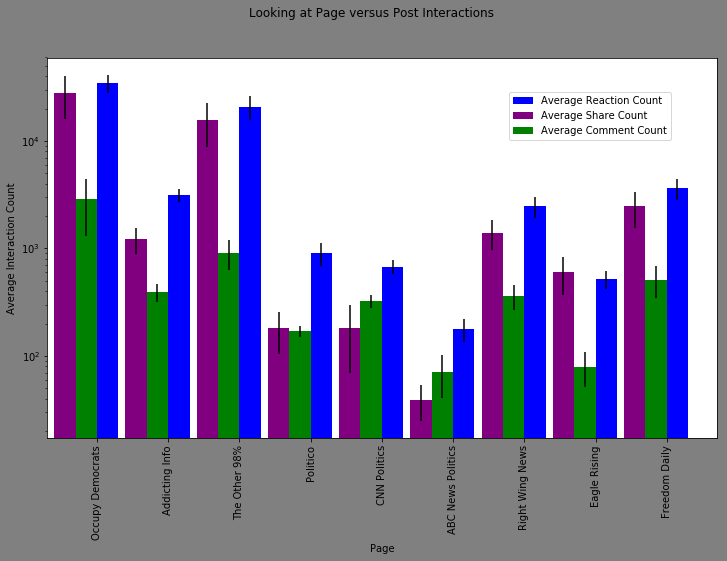 Looking at Page versus Post Interactions
Average Reaction Count
Average Share Count
Average Comment Count
Average Interaction Count
10^4
10^3
10^2
Occupy Democrats
Addicting Info
The Other 98%
Politico
CNN Politics
ABC News Politics
Right Wing News
Eagle Rising
Freedom Daily
Page